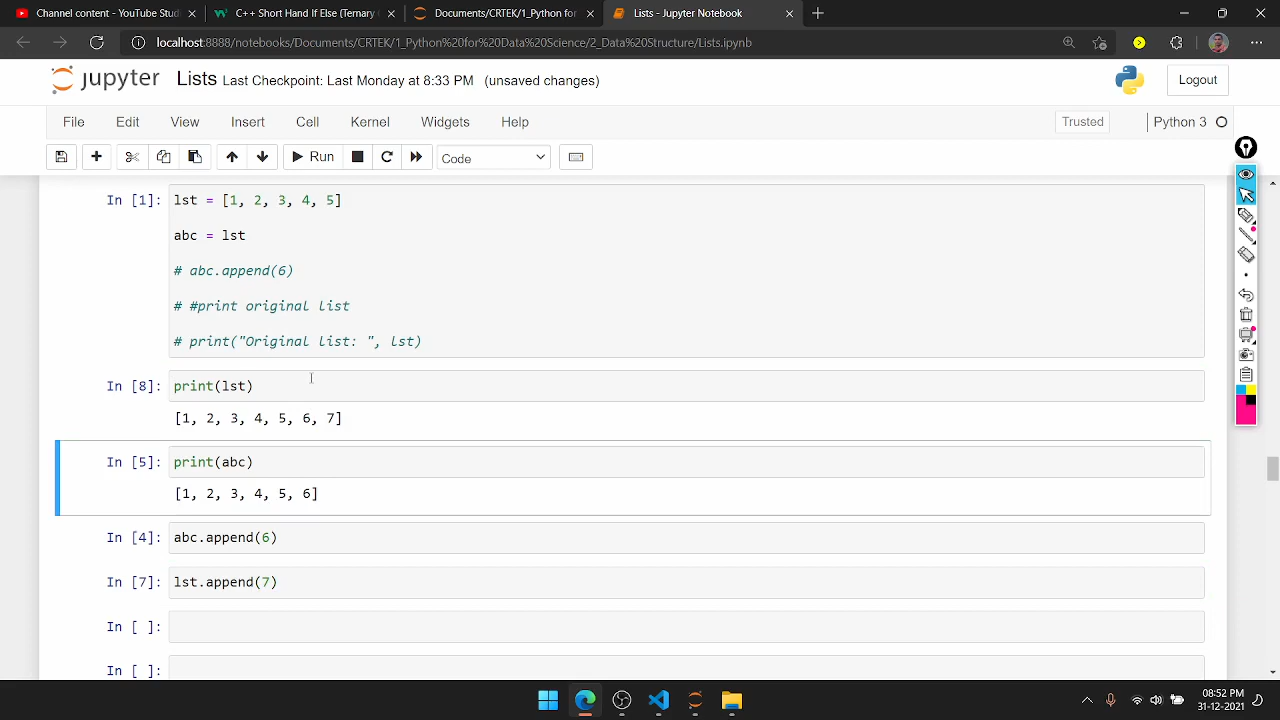 Channel content - YouTube Stud
C++ Short Hand If Else (Ternary
Documents/CRTEK/1_Python for
Lists - Jupyter Notebook
localhost:8888/notebooks/Documents/CRTEK/1_Python%20for%20Data%20Science/2_Data%20Structure/Lists.ipynb
jupyter Lists Last Checkpoint: Last Monday at 8:33 PM (unsaved changes)
Logout
File Edit View Insert Cell Kernel Widgets Help
Trusted
Python 3
Run
Code
In [1]: lst = [1, 2, 3, 4, 5]
abc = lst
# abc.append(6)
# #print original list
# print("Original list: ", lst)
In [8]: print(lst)
[1, 2, 3, 4, 5, 6, 7]
In [5]: print(abc)
[1, 2, 3, 4, 5, 6]
In [4]: abc.append(6)
In [7]: lst.append(7)
In [ ]:
In [ ]:
08:52 PM
31-12-2021